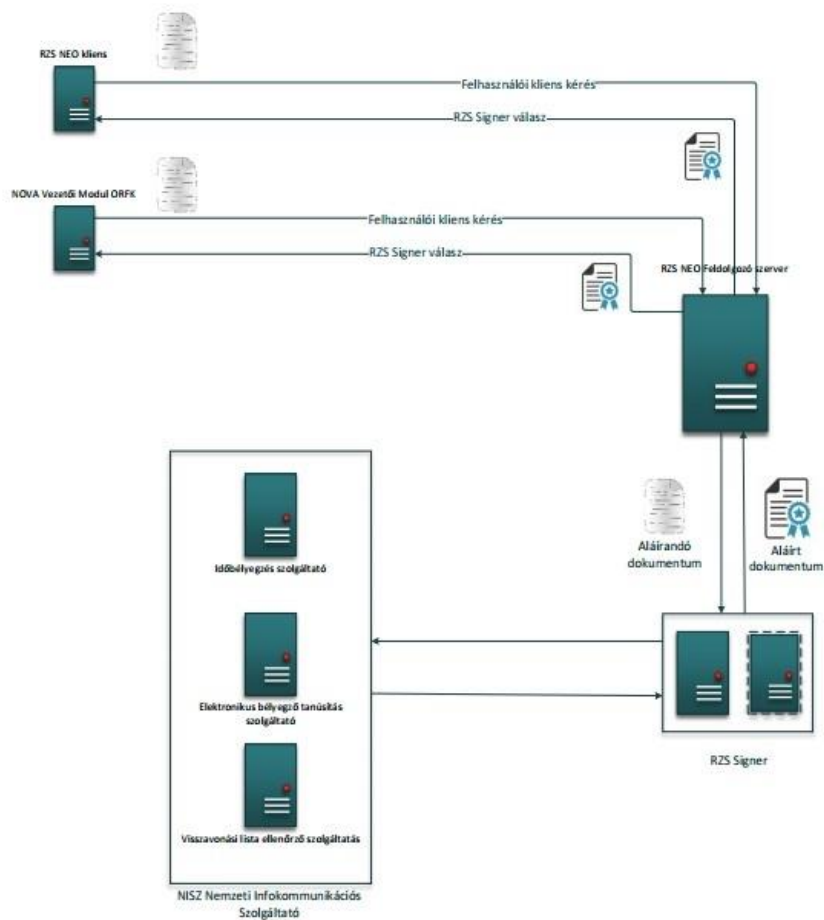 RZS NEO kliens
Felhasználói kliens kérés
RZS Signer válasz
NOVA Vezetői Modul ORFK
Felhasználói kliens kérés
RZS Signer válasz
RZS NEO Feldolgozó szerver
Időbélyegzés szolgáltató
Aláírandó
dokumentum
Aláírt
dokumentum
Elektronikus bélyegző tanúsítás
szolgáltató
RZS Signer
Visszavonási lista ellenőrző szolgáltatás
NISZ Nemzeti Infokommunikációs
Szolgáltató